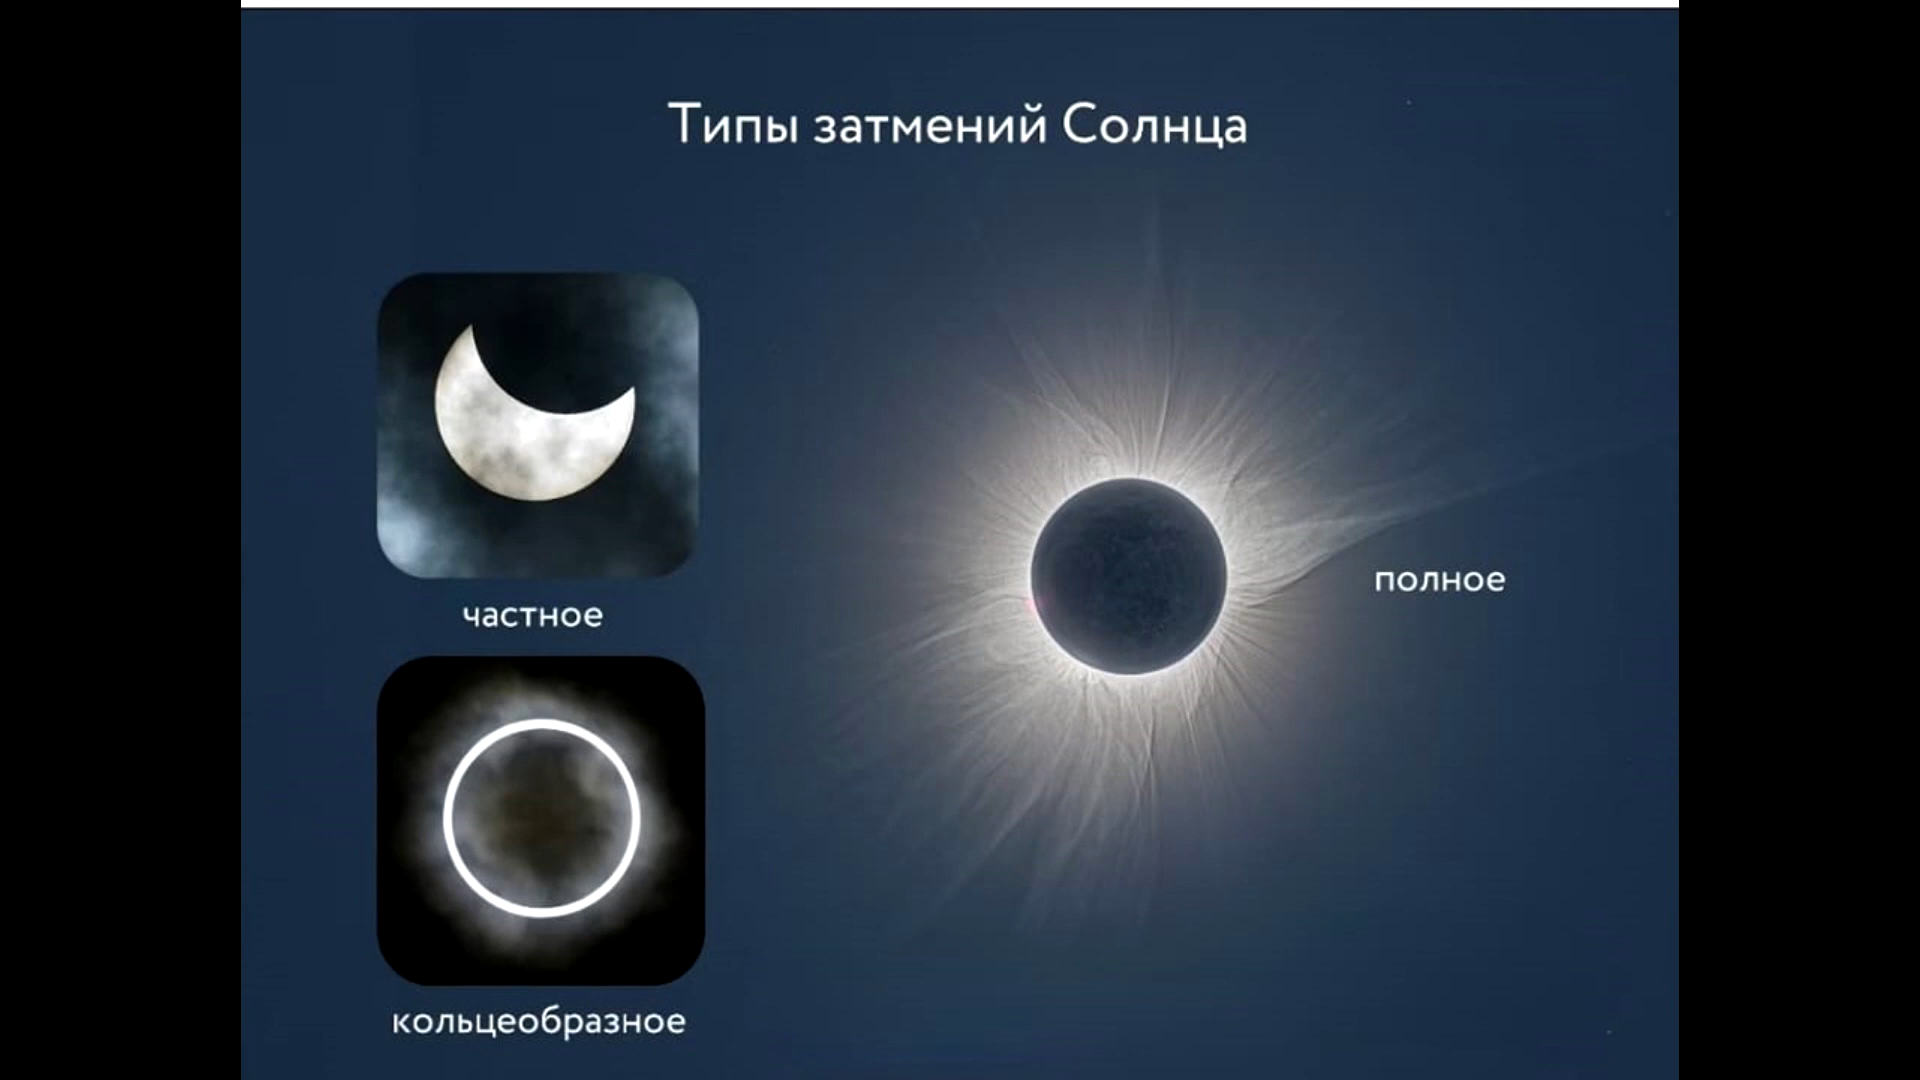 Типы затмений Солнца
частное
полное
кольцеобразное